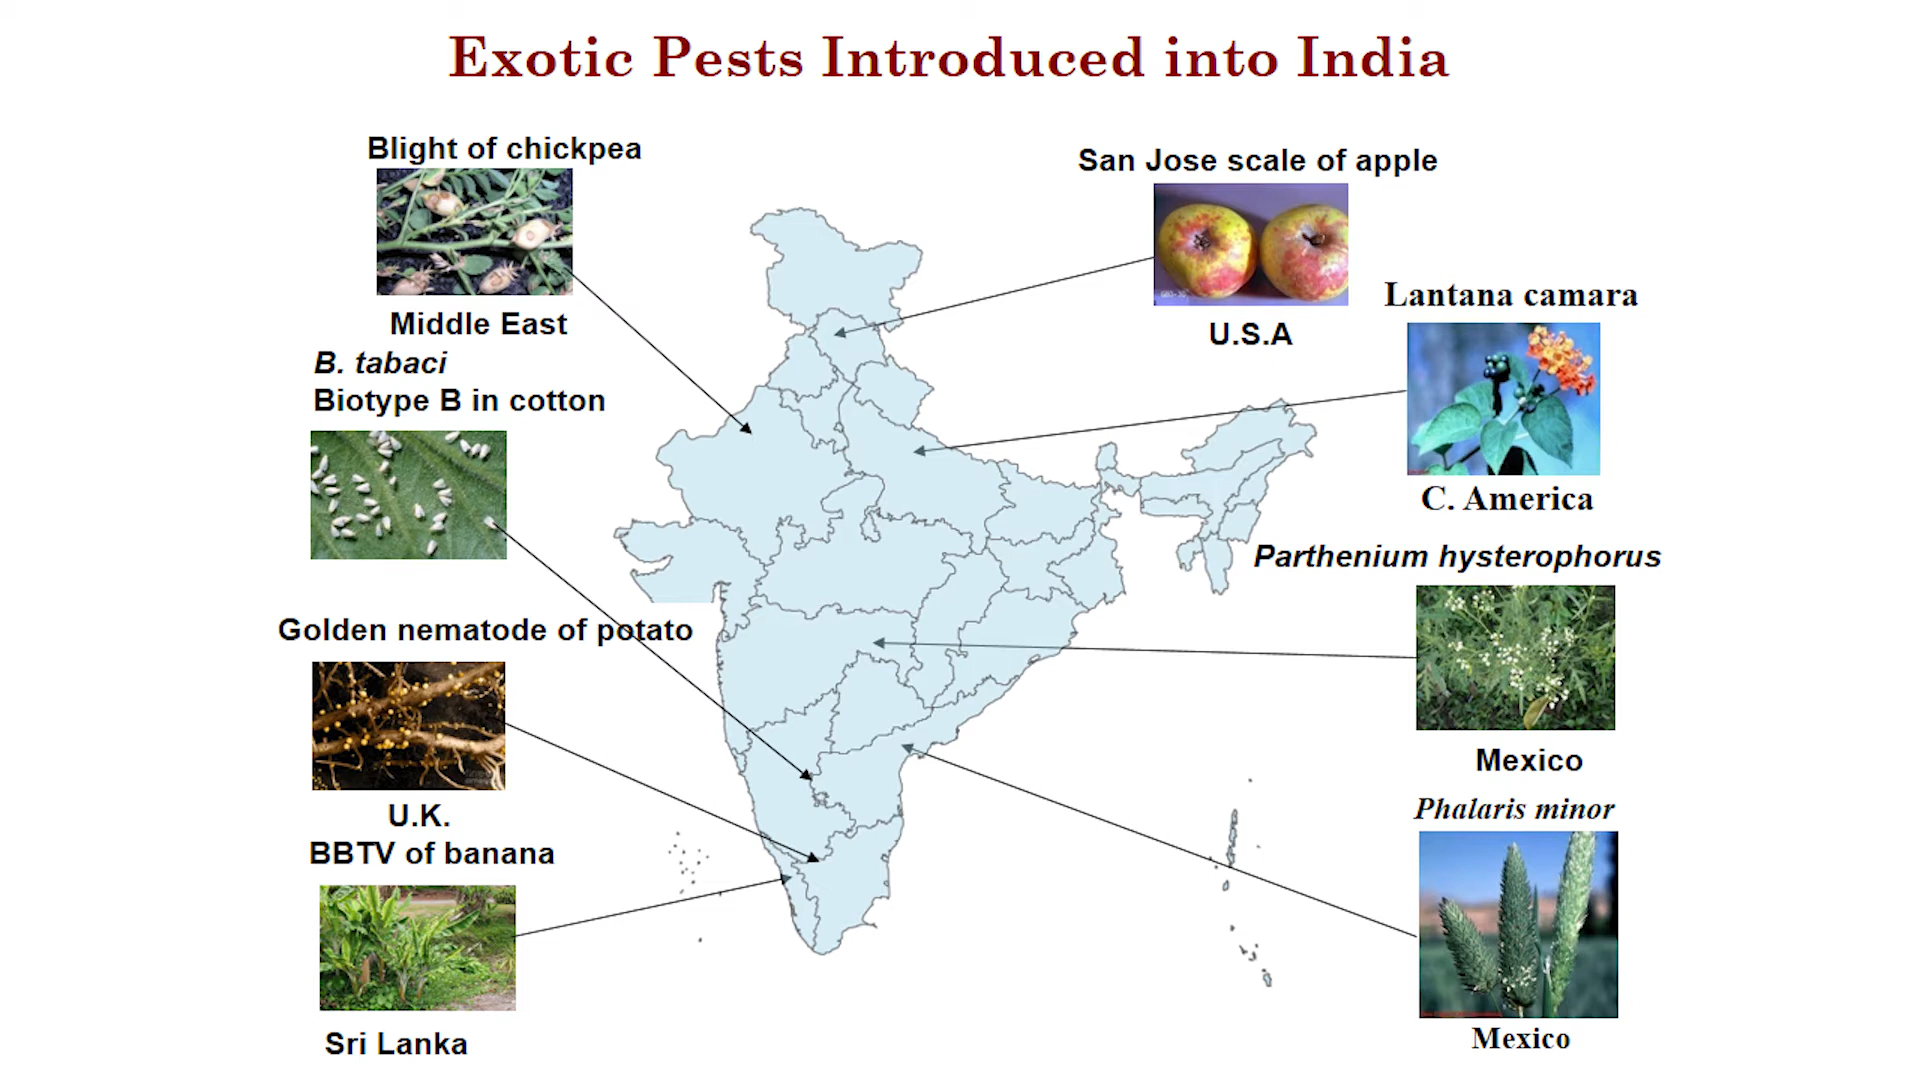 Exotic Pests Introduced into India
Blight of chickpea
Middle East
B. tabaci
Biotype B in cotton
Golden nematode of potato
U.K.
BBTV of banana
Sri Lanka
San Jose scale of apple
U.S.A
Lantana camara
C. America
Parthenium hysterophorus
Mexico
Phalaris minor
Mexico